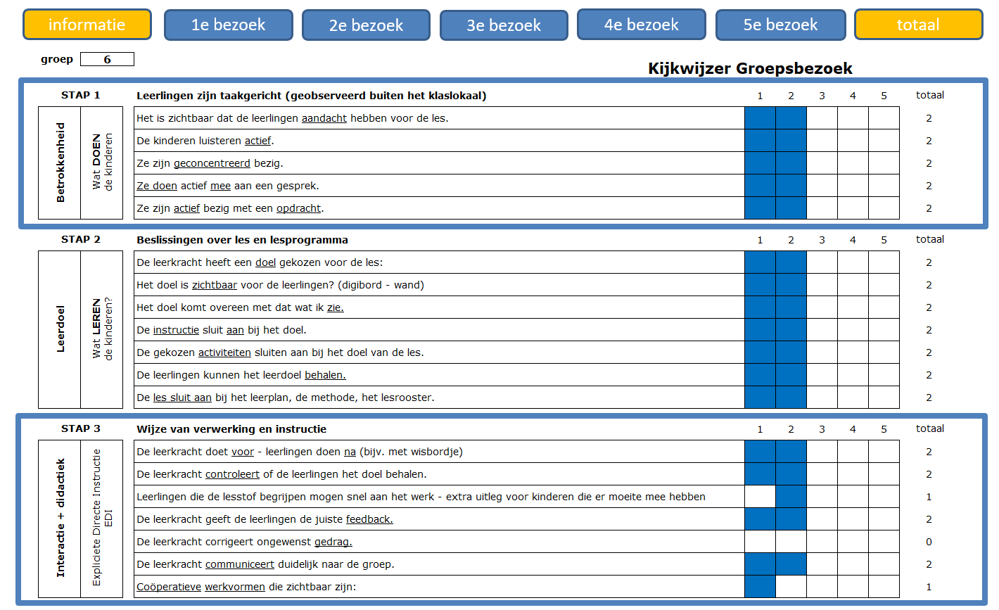 informatie 1e bezoek 2e bezoek 3e bezoek 4e bezoek 5e bezoek totaal
groep 6
Kijkwijzer Groepsbezoek
STAP 1 Leerlingen zijn taakgericht (geobserveerd buiten het klaslokaal) 1 2 3 4 5 totaal
Betrokkenheid
Wat DOEN
de kinderen
Het is zichtbaar dat de leerlingen aandacht hebben voor de les. 2
De kinderen luisteren actief. 2
Ze zijn geconcentreerd bezig. 2
Ze doen actief mee aan een gesprek. 2
Ze zijn actief bezig met een opdracht. 2
STAP 2 Beslissingen over les en lesprogramma 1 2 3 4 5 totaal
Leerdoel
Wat LEREN
de kinderen?
De leerkracht heeft een doel gekozen voor de les: 2
Het doel is zichtbaar voor de leerlingen? (digibord - wand) 2
Het doel komt overeen met dat wat ik zie. 2
De instructie sluit aan bij het doel. 2
De gekozen activiteiten sluiten aan bij het doel van de les. 2
De leerlingen kunnen het leerdoel behalen. 2
De les sluit aan bij het leerplan, de methode, het lesrooster. 2
STAP 3 Wijze van verwerking en instructie 1 2 3 4 5 totaal
Interactie + didactiek
Expliciete Directe Instructie
EDI
De leerkracht doet voor - leerlingen doen na (bijv. met wisbordje) 2
De leerkracht controleert of de leerlingen het doel behalen. 2
Leerlingen die de lesstof begrijpen mogen snel aan het werk - extra uitleg voor kinderen die er moeite mee hebben 1
De leerkracht geeft de leerlingen de juiste feedback. 2
De leerkracht corrigeert ongewenst gedrag. 0
De leerkracht communiceert duidelijk naar de groep. 2
Coöperatieve werkvormen die zichtbaar zijn: 1